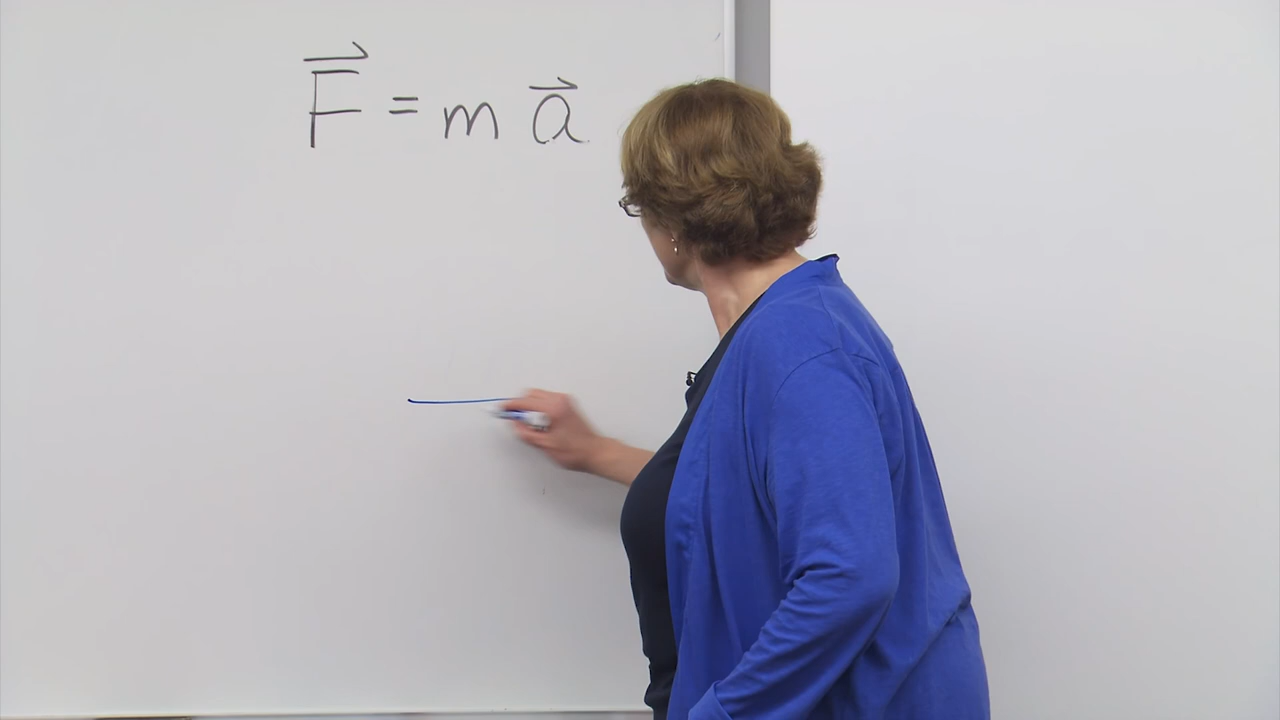 F⃗ = m a⃗